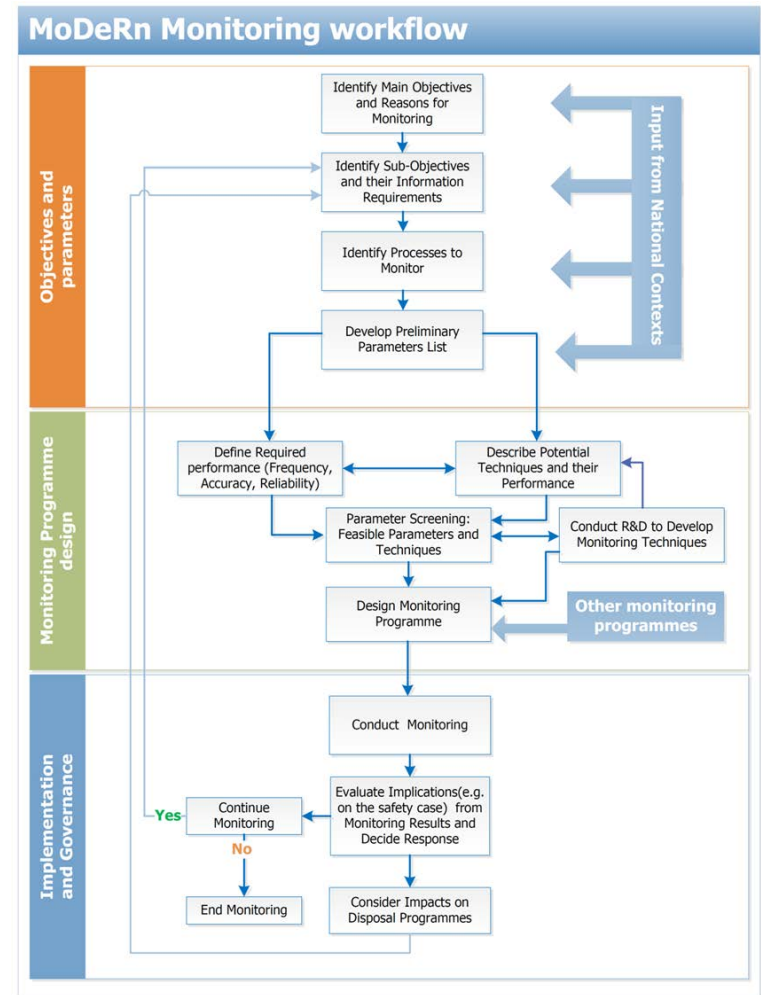 MoDeRn Monitoring workflow
Objectives and
parameters
Identify Main Objectives
and Reasons for
Monitoring
Identify Sub-Objectives
and their Information
Requirements
Identify Processes to
Monitor
Develop Preliminary
Parameters List
Input from National Contexts
Monitoring Programme
design
Define Required
performance (Frequency,
Accuracy, Reliability)
Describe Potential
Techniques and their
Performance
Parameter Screening:
Feasible Parameters and
Techniques
Conduct R&D to Develop
Monitoring Techniques
Design Monitoring
Programme
Other monitoring
programmes
Implementation
and Governance
Conduct Monitoring
Evaluate Implications(e.g.
on the safety case) from
Monitoring Results and
Decide Response
Continue
Monitoring
Yes
No
End Monitoring
Consider Impacts on
Disposal Programmes